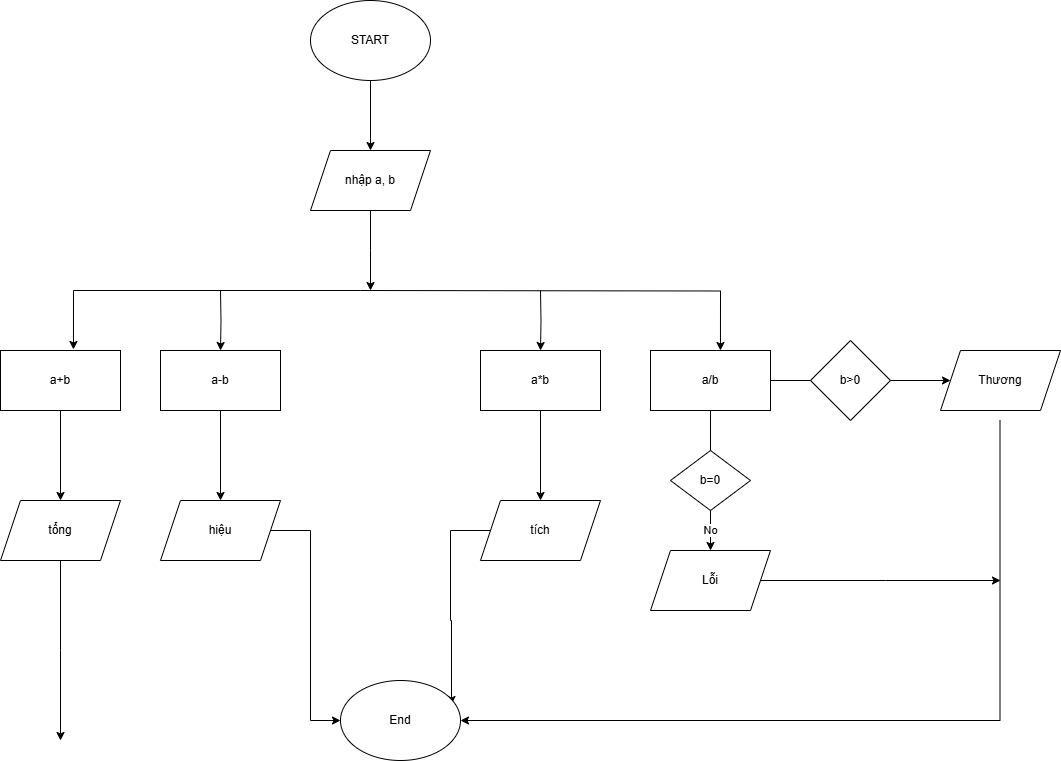 START
nhập a, b
a+b
a-b
a*b
a/b
b>0
Thương
b=0
No
tổng
hiệu
tích
Lỗi
End